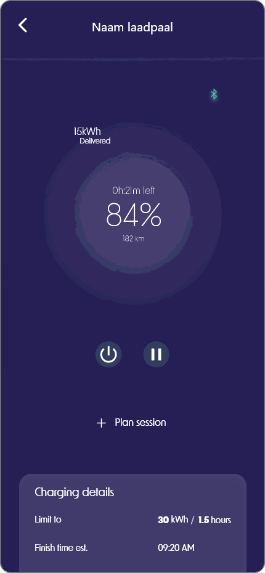 Naam laadpaal
15kWh
Delivered
0h:21m left
84%
182 km
Plan session
Charging details
Limit to 30 kWh / 1.5 hours
Finish time est. 09:20 AM